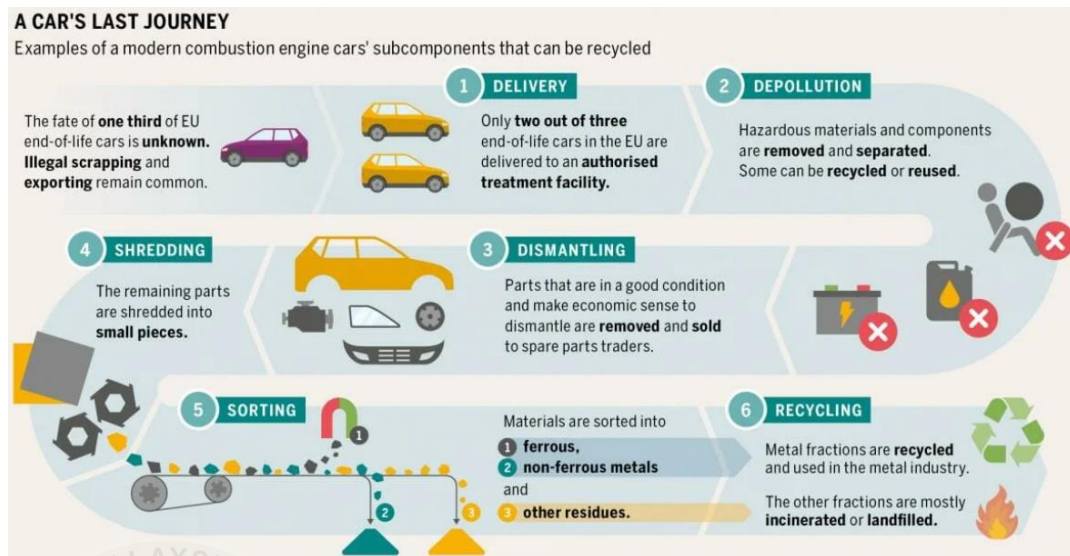 A CAR'S LAST JOURNEY
Examples of a modern combustion engine cars' subcomponents that can be recycled
The fate of one third of EU
end-of-life cars is unknown.
Illegal scrapping and
exporting remain common.
1 DELIVERY
Only two out of three
end-of-life cars in the EU are
delivered to an authorised
treatment facility.
2 DEPOLLUTION
Hazardous materials and components
are removed and separated.
Some can be recycled or reused.
3 DISMANTLING
Parts that are in a good condition
and make economic sense to
dismantle are removed and sold
to spare parts traders.
4 SHREDDING
The remaining parts
are shredded into
small pieces.
5 SORTING
1
2
3
Materials are sorted into
1 ferrous,
2 non-ferrous metals
and
3 other residues.
6 RECYCLING
Metal fractions are recycled
and used in the metal industry.
The other fractions are mostly
incinerated or landfilled.